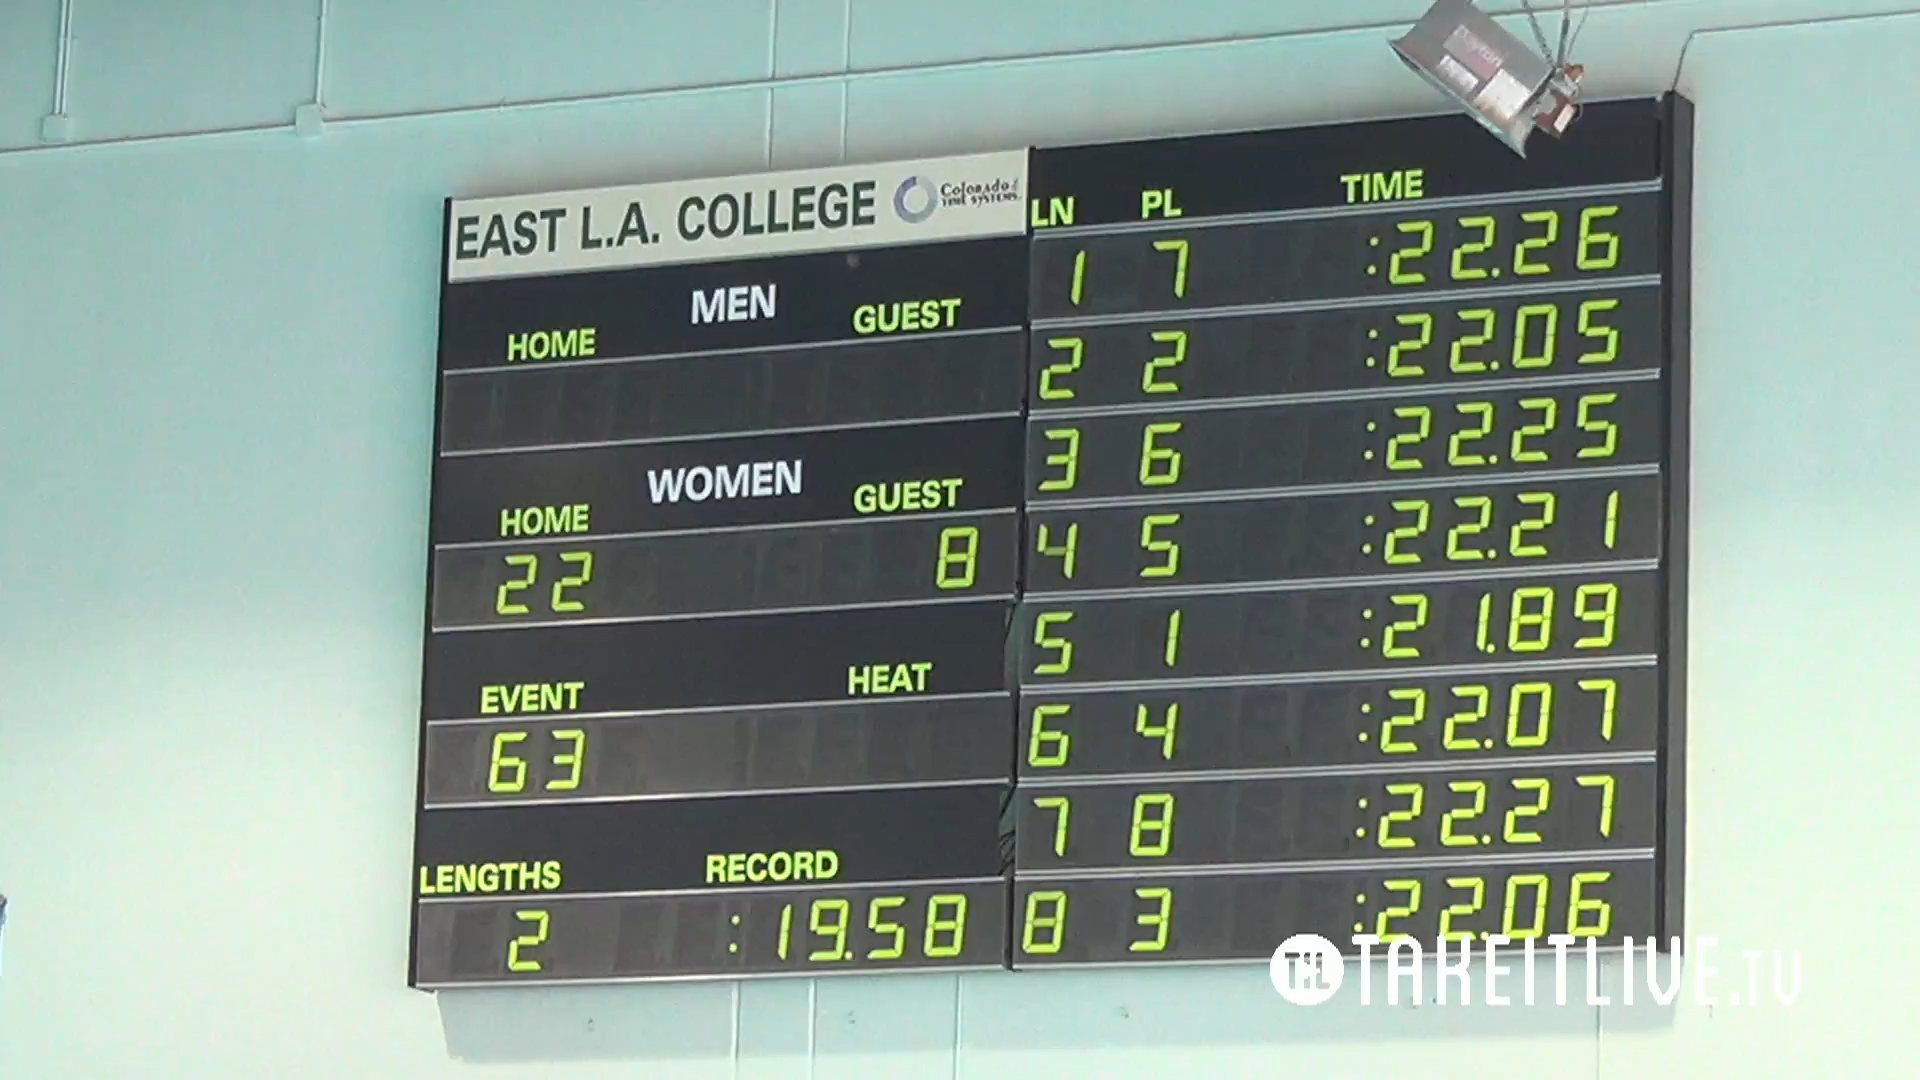 EAST L.A. COLLEGE
Colorado
TIME SYSTEMS
LN PL TIME
MEN
HOME GUEST
WOMEN
HOME GUEST
22 8
EVENT HEAT
63
LENGTHS RECORD
2 :19.58
1 7 :22.26
2 2 :22.05
3 6 :22.25
4 5 :22.21
5 1 :21.89
6 4 :22.07
7 8 :22.27
8 3 :22.06
TAKEITLIVE.TV